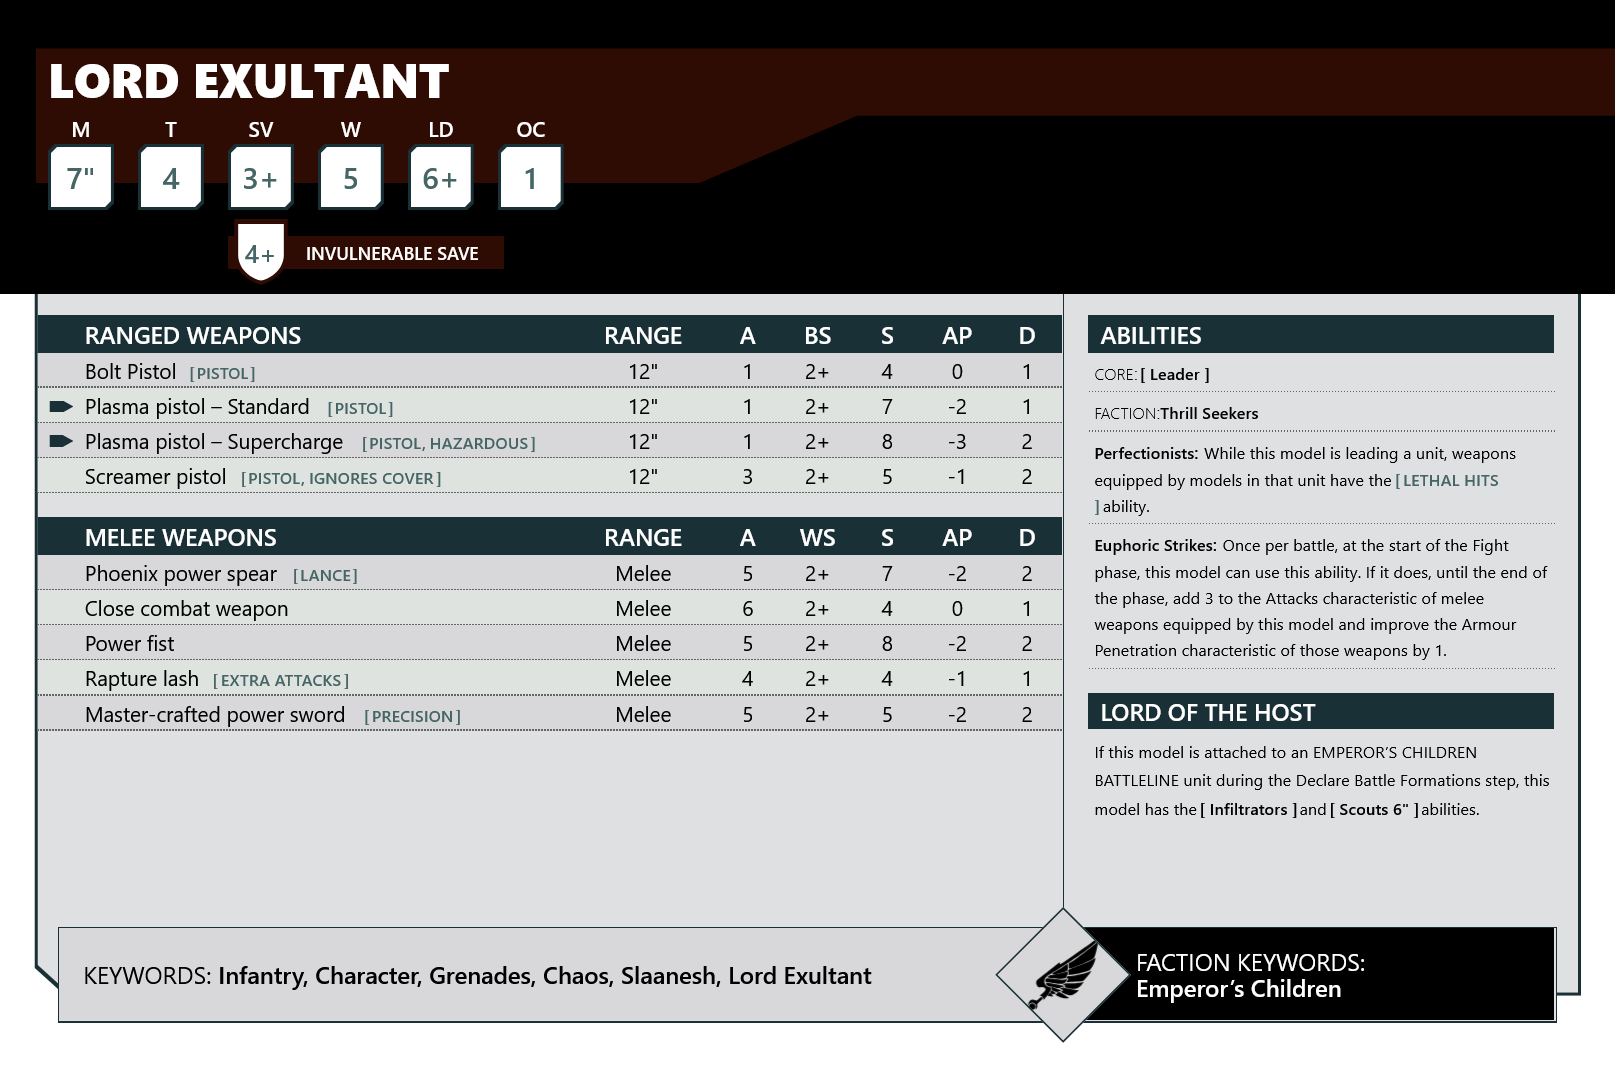 LORD EXULTANT
M T SV W LD OC
7" 4 3+ 5 6+ 1
4+ INVULNERABLE SAVE
RANGED WEAPONS RANGE A BS S AP D
Bolt Pistol [PISTOL] 12" 1 2+ 4 0 1
Plasma pistol – Standard [PISTOL] 12" 1 2+ 7 -2 1
Plasma pistol – Supercharge [PISTOL, HAZARDOUS] 12" 1 2+ 8 -3 2
Screamer pistol [PISTOL, IGNORES COVER] 12" 3 2+ 5 -1 2
MELEE WEAPONS RANGE A WS S AP D
Phoenix power spear [LANCE] Melee 5 2+ 7 -2 2
Close combat weapon Melee 6 2+ 4 0 1
Power fist Melee 5 2+ 8 -2 2
Rapture lash [EXTRA ATTACKS] Melee 4 2+ 4 -1 1
Master-crafted power sword [PRECISION] Melee 5 2+ 5 -2 2
ABILITIES
CORE: [ Leader ]
FACTION:Thrill Seekers
Perfectionists: While this model is leading a unit, weapons
equipped by models in that unit have the [ LETHAL HITS
] ability.
Euphoric Strikes: Once per battle, at the start of the Fight
phase, this model can use this ability. If it does, until the end of
the phase, add 3 to the Attacks characteristic of melee
weapons equipped by this model and improve the Armour
Penetration characteristic of those weapons by 1.
LORD OF THE HOST
If this model is attached to an EMPEROR'S CHILDREN
BATTLELINE unit during the Declare Battle Formations step, this
model has the [ Infiltrators ] and [ Scouts 6" ] abilities.
KEYWORDS: Infantry, Character, Grenades, Chaos, Slaanesh, Lord Exultant
FACTION KEYWORDS:
Emperor's Children